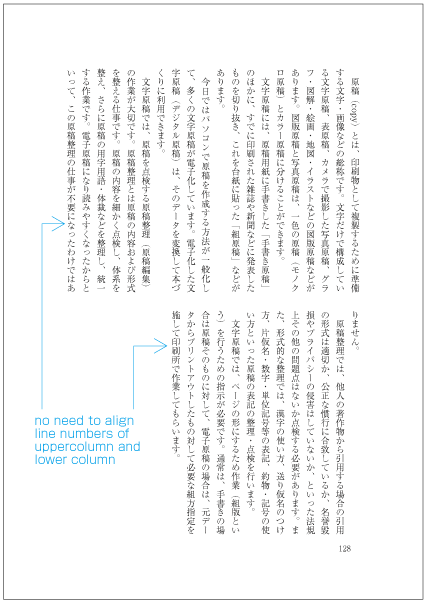 原稿（copy）とは、印刷物として複製するために準備
する文字・画像などの総称です。文字だけで構成してい
る文字原稿、表原稿、カメラで撮影した写真原稿、グラ
フ・図解・絵画・地図・イラストなどの図版原稿などが
あります。図版原稿と写真原稿は、一色の原稿（モノク
ロ原稿）とカラー原稿に分けることができます。
文字原稿には、原稿用紙に手書きした「手書き原稿」
のほかに、すでに印刷された雑誌や新聞などに発表した
ものを切り抜き、これを台紙に貼った「組原稿」などが
あります。
今日ではパソコンで原稿を作成する方法が一般化し
て、多くの文字原稿が電子化しています。電子化した文
字原稿（デジタル原稿）は、そのデータを変換して本づ
くりに利用できます。
文字原稿では、原稿を点検する原稿整理（原稿編集）
の作業が大切です。原稿整理とは原稿の内容および形式
を整える仕事です。原稿の内容を細かく点検し、体系を
整え、さらに原稿の用字用語・体裁などを整理し、統一
する作業です。電子原稿になり読みやすくなったからと
いって、この原稿整理の仕事が不要になったわけではあ
りません。
原稿整理では、他人の著作物から引用する場合の引用
の形式は適切か、公正な慣行に合致しているか、名誉毀
損やプライバシーの侵害はしていないか、といった法規
上その他の問題点はないか点検する必要があります。ま
た、形式的な整理では、漢字の使い方、送り仮名のつけ
方、片仮名・数字・単位記号等の表記、約物・記号の使
い方といった原稿の表記の整理・点検を行います。
文字原稿では、ページの形にするため作業（組版とい
う）を行うための指示が必要です。通常は、手書きの場
合は原稿そのものに対して、電子原稿の場合は、元デー
タからプリントアウトしたもの対して必要な組方指定を
施して印刷所で作業してもらいます。
no need to align
line numbers of
uppercolumn and
lower column
128